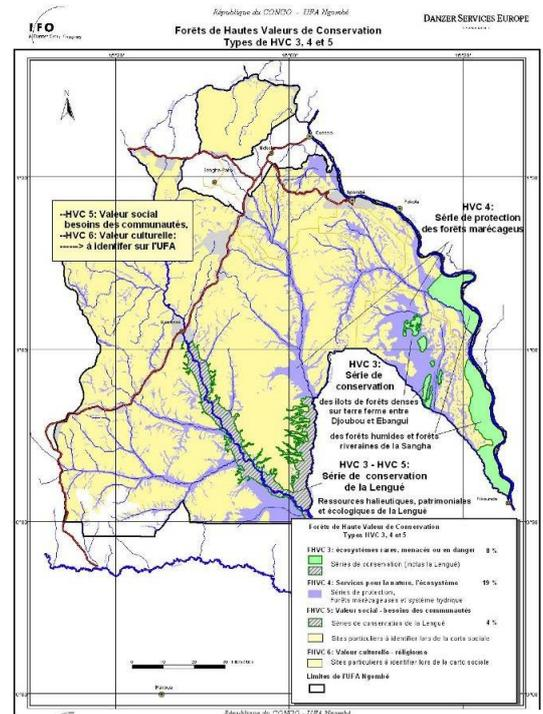 République du CONGO - UFA Ngombé
IFO
DANZER SERVICES EUROPE
Forêts de Hautes Valeurs de Conservation
Types de HVC 3, 4 et 5
N
--HVC 5: Valeur social
besoins des communautés,
--HVC 6: Valeur culturelle:
------> à identifer sur l'UFA
HVC 4:
Série de protection
des forêts marécageus
HVC 3:
Série de
conservation
des ilots de forêts denses
sur terre ferme entre
Djoubou et Ebangui
des forêts humides et forêts
riveraines de la Sangha
HVC 3 - HVC 5:
Série de conservation
de la Lengué
Ressources halieutiques, patrimoniales
et écologiques de la Lengué
Forêts de Haute Valeur de Conservation
Types HVC 3, 4 et 5
FHVC 3: écosystèmes rares, menacés ou en danger 8 %
Séries de conservation (inclus la Lengué)
FHVC 4: Services pour la nature, l'écosystème 19 %
Séries de protection,
Forêts marécageuses et système hydrique
FHVC 5: Valeur social - besoins des communautés
Séries de conservation de la Lengué 4 %
Sites particuliers à identifier lors de la carto sociale
FHVC 6: Valeur culturelle - religieuse
Sites particuliers à identifier lors de la carto sociale
Limites de l'UFA Ngombé
République du CONGO - UFA Ngombé